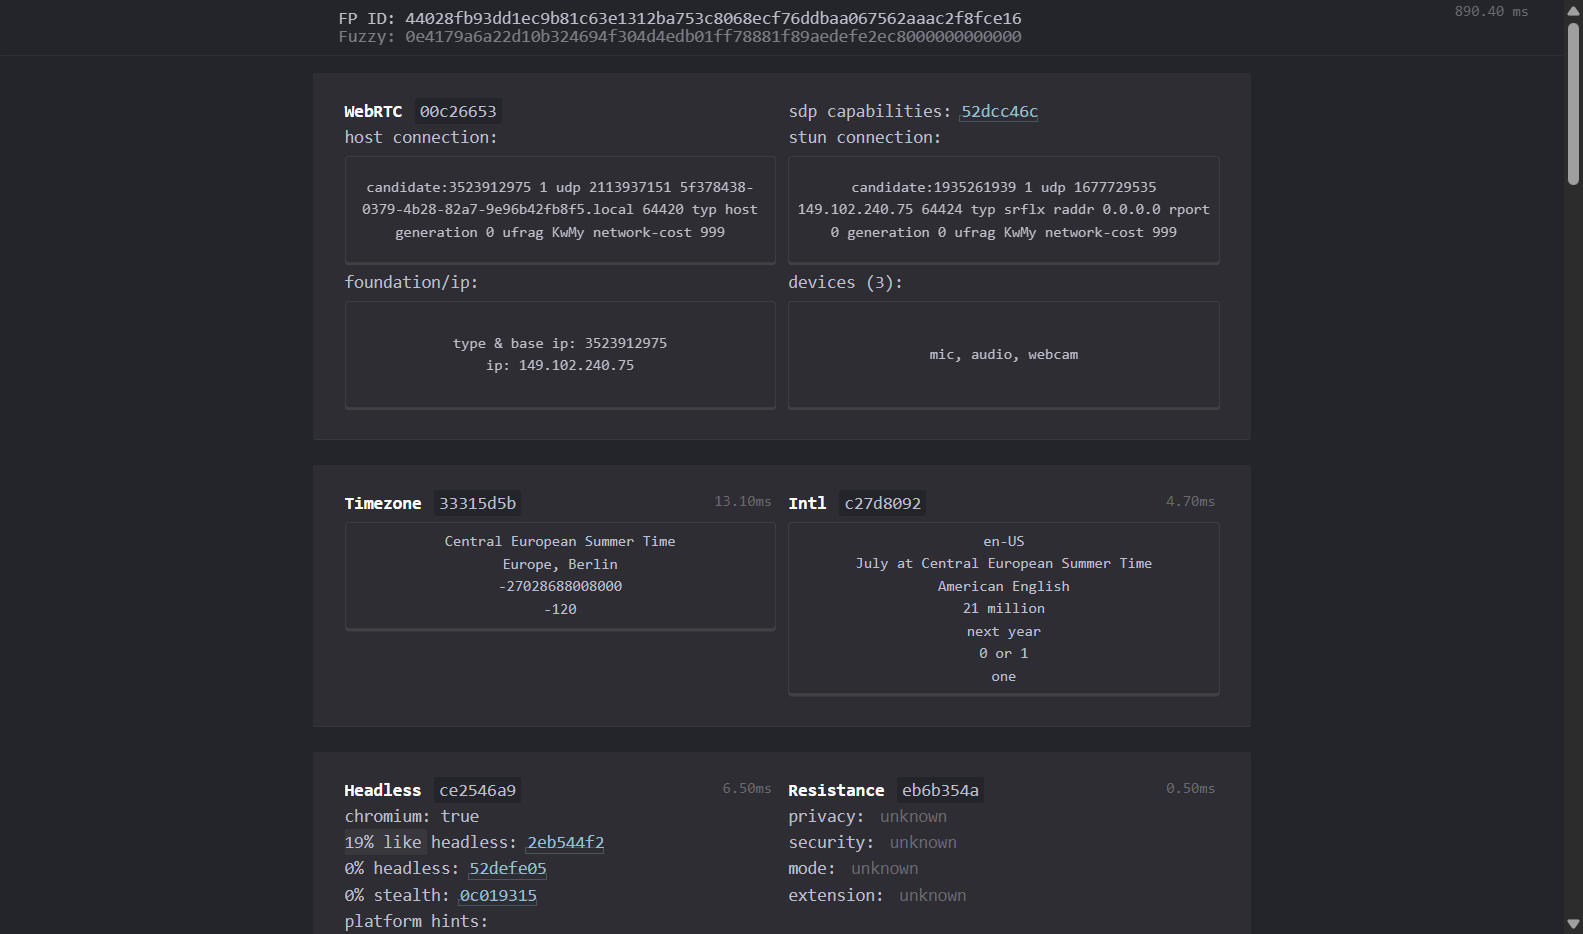 FP ID: 44028fb93dd1ec9b81c63e1312ba753c8068ecf76ddbaa067562aaac2f8fce16
890.40 ms
Fuzzy: 0e4179a6a22d10b324694f304d4edb01ff78881f89aedefe2ec8000000000000
WebRTC 00c26653
host connection:
candidate:3523912975 1 udp 2113937151 5f378438-
0379-4b28-82a7-9e96b42fb8f5.local 64420 typ host
generation 0 ufrag KwMy network-cost 999
foundation/ip:
type & base ip: 3523912975
ip: 149.102.240.75
sdp capabilities: 52dcc46c
stun connection:
candidate:1935261939 1 udp 1677729535
149.102.240.75 64424 typ srflx raddr 0.0.0.0 rport
0 generation 0 ufrag KwMy network-cost 999
devices (3):
mic, audio, webcam
Timezone 33315d5b 13.10ms
Central European Summer Time
Europe, Berlin
-27028688008000
-120
Intl c27d8092 4.70ms
en-US
July at Central European Summer Time
American English
21 million
next year
0 or 1
one
Headless ce2546a9 6.50ms
chromium: true
19% like headless: 2eb544f2
0% headless: 52defe05
0% stealth: 0c019315
platform hints:
Resistance eb6b354a 0.50ms
privacy: unknown
security: unknown
mode: unknown
extension: unknown